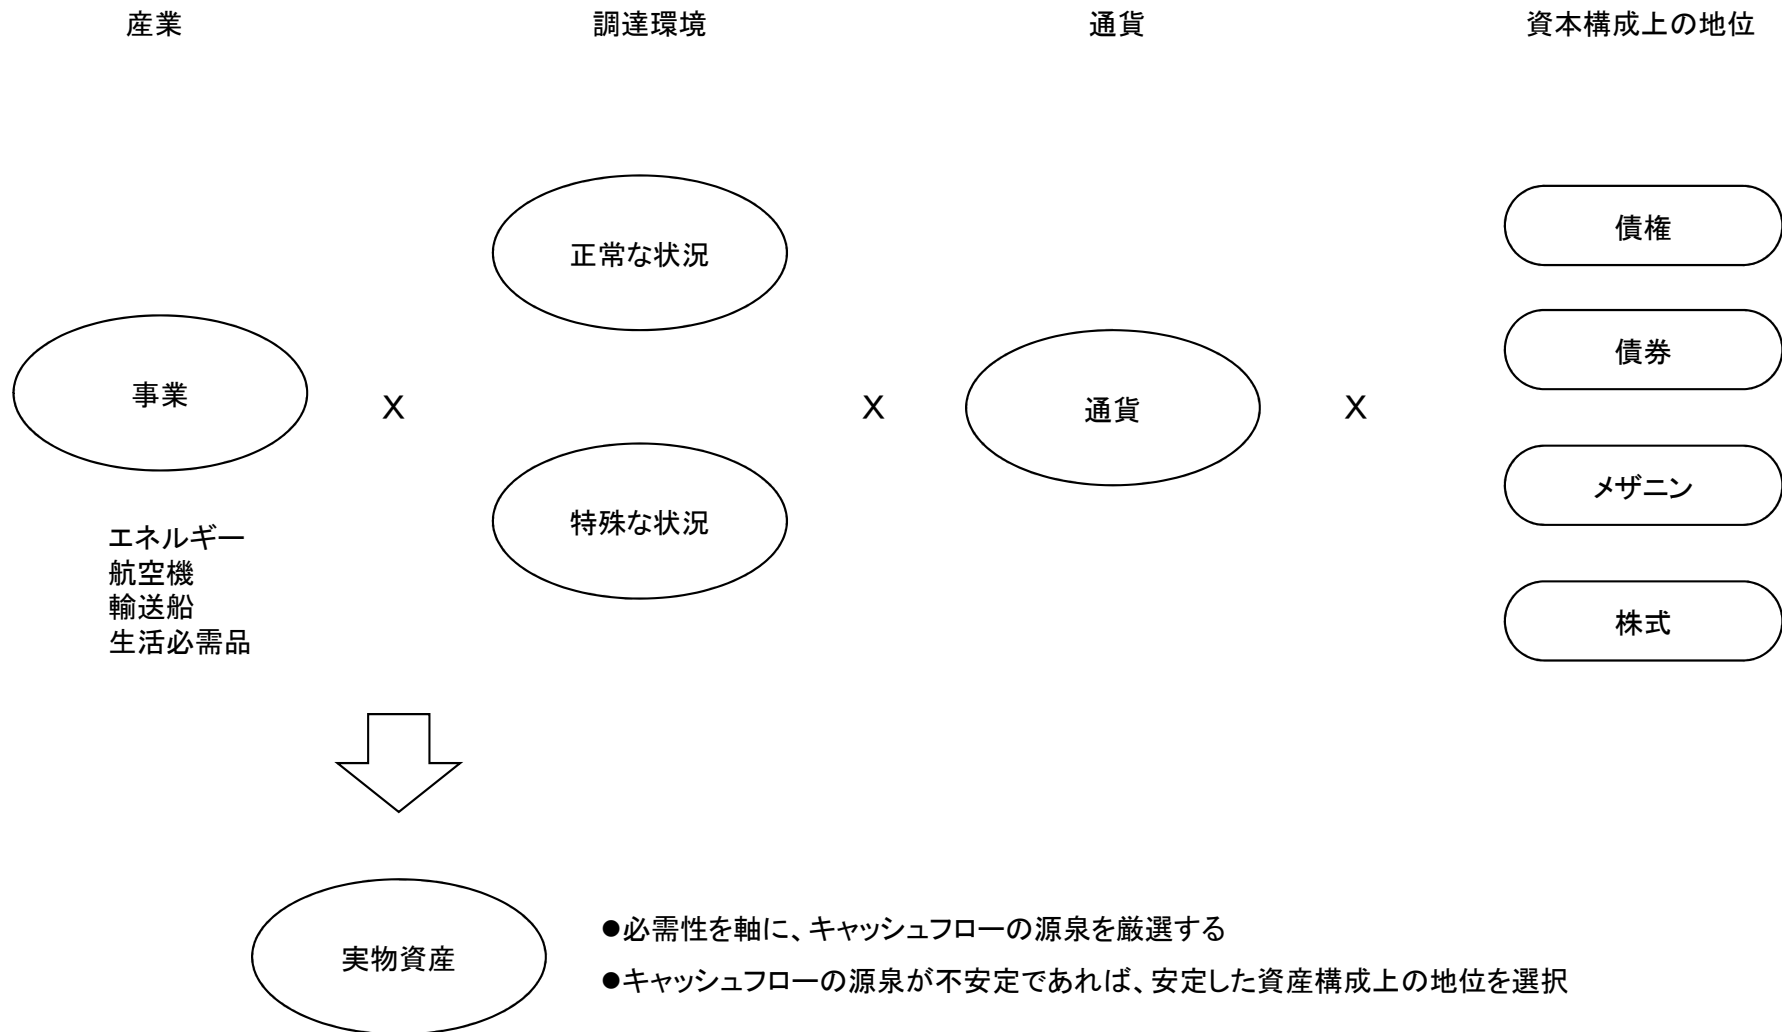 産業
調達環境
通貨
資本構成上の地位
事業
エネルギー
航空機
輸送船
生活必需品
X
正常な状況
特殊な状況
X
通貨
X
債権
債券
メザニン
株式
実物資産
●必需性を軸に、キャッシュフローの源泉を厳選する
●キャッシュフローの源泉が不安定であれば、安定した資産構成上の地位を選択